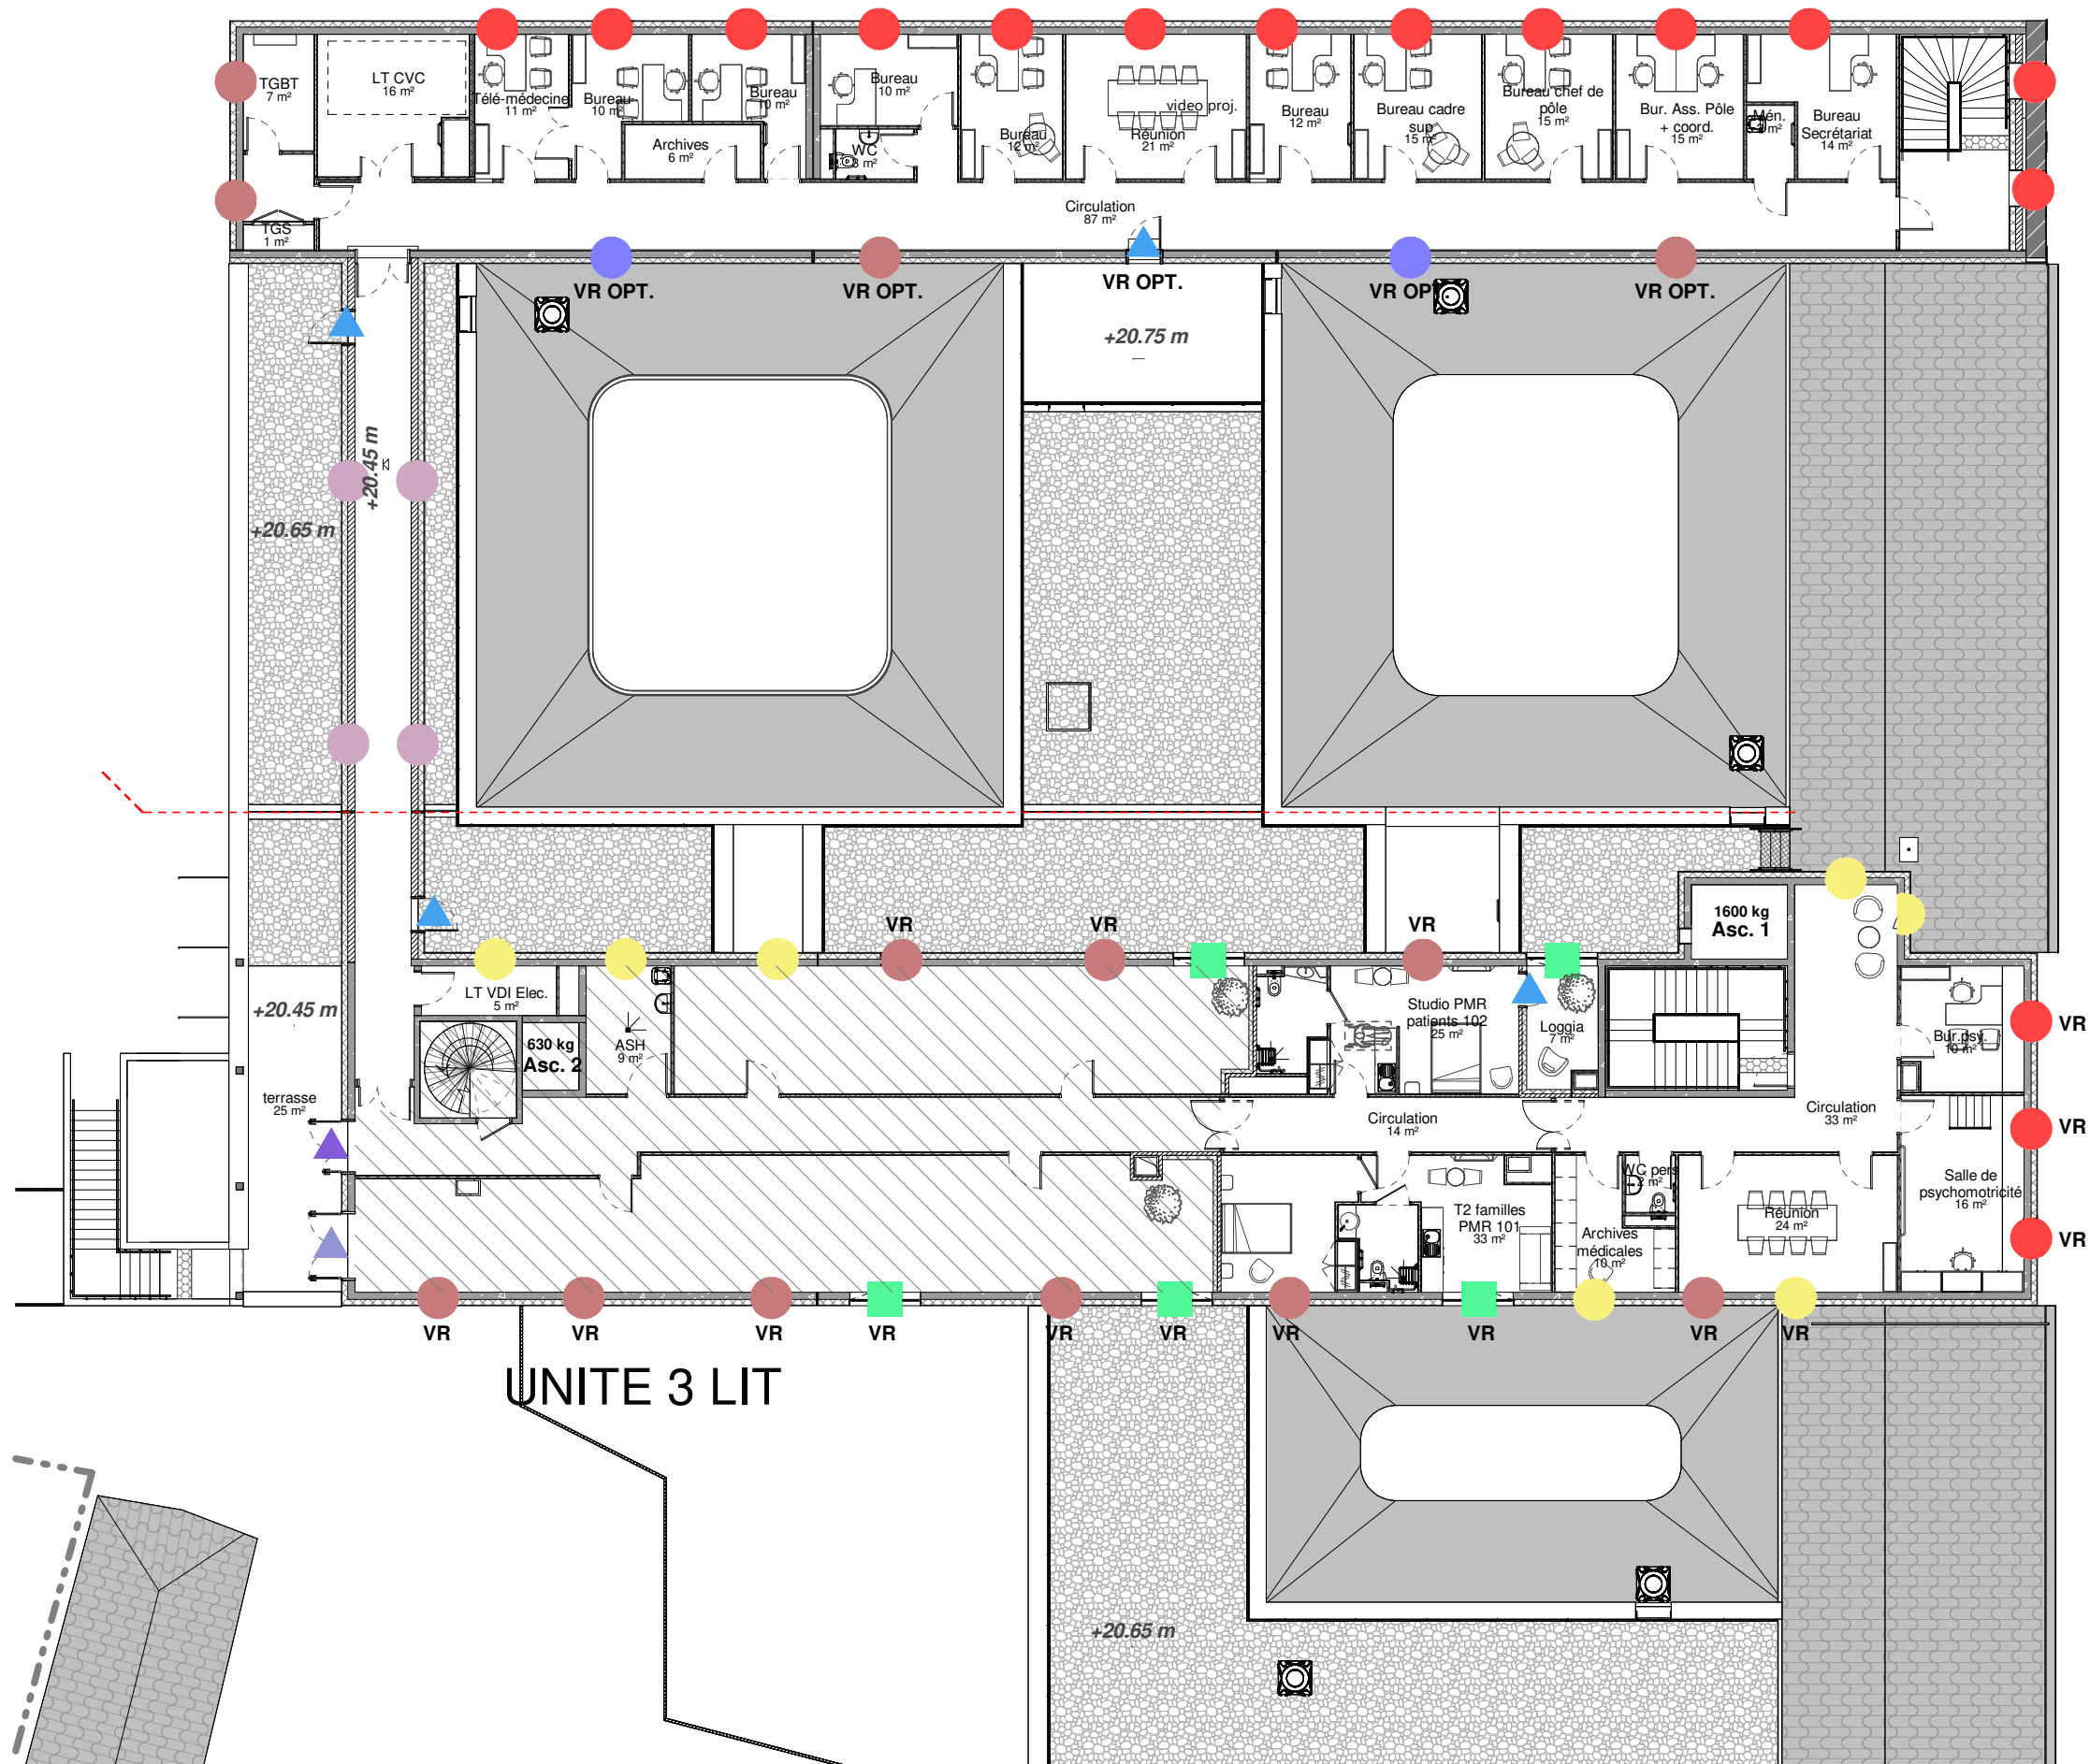 TGBT
7 m²
LT CVC
16 m²
Télé-médecine
11 m²
Bureau
10 m²
Bureau
10 m²
Archives
6 m²
Bureau
10 m²
WC
3 m²
Bureau
12 m²
video proj.
Réunion
21 m²
Bureau
12 m²
Bureau cadre
sup
15 m²
Bureau chef de
pôle
15 m²
Bur. Ass. Pôle
+ coord.
15 m²
Mén.
Bureau
Secrétariat
14 m²
TGS
1 m²
Circulation
87 m²
VR OPT.
VR OPT.
VR OPT.
VR OPT.
VR OPT.
+20.75 m
+20.45 m
+20.65 m
VR
VR
VR
1600 kg
Asc. 1
LT VDI Elec.
5 m²
+20.45 m
630 kg
Asc. 2
ASH
9 m²
Studio PMR
patients 102
25 m²
Loggia
7 m²
Bur.psy.
10 m²
VR
terrasse
25 m²
Circulation
14 m²
Circulation
33 m²
VR
WC pers
2 m²
Salle de
psychomotricité
16 m²
T2 familles
PMR 101
33 m²
Réunion
24 m²
Archives
médicales
10 m²
VR
VR
VR
VR
VR
VR
VR
VR
VR
VR
VR
UNITE 3 LIT
+20.65 m